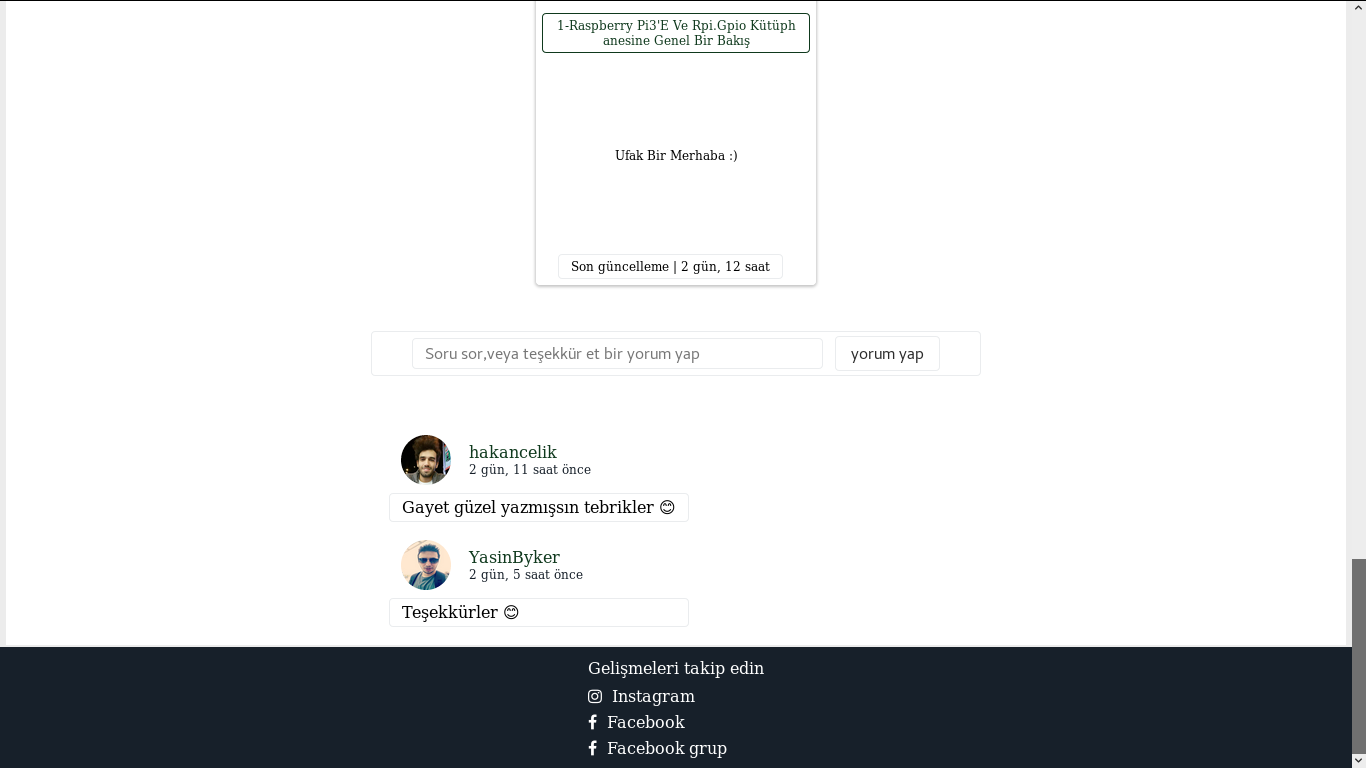 1-Raspberry Pi3'E Ve Rpi.Gpio Kütüph
anesine Genel Bir Bakış
Ufak Bir Merhaba :)
Son güncelleme | 2 gün, 12 saat
Soru sor,veya teşekkür et bir yorum yap
yorum yap
hakancelik
2 gün, 11 saat önce
Gayet güzel yazmışsın tebrikler 😊
YasinByker
2 gün, 5 saat önce
Teşekkürler 😊
Gelişmeleri takip edin
Instagram
Facebook
Facebook grup